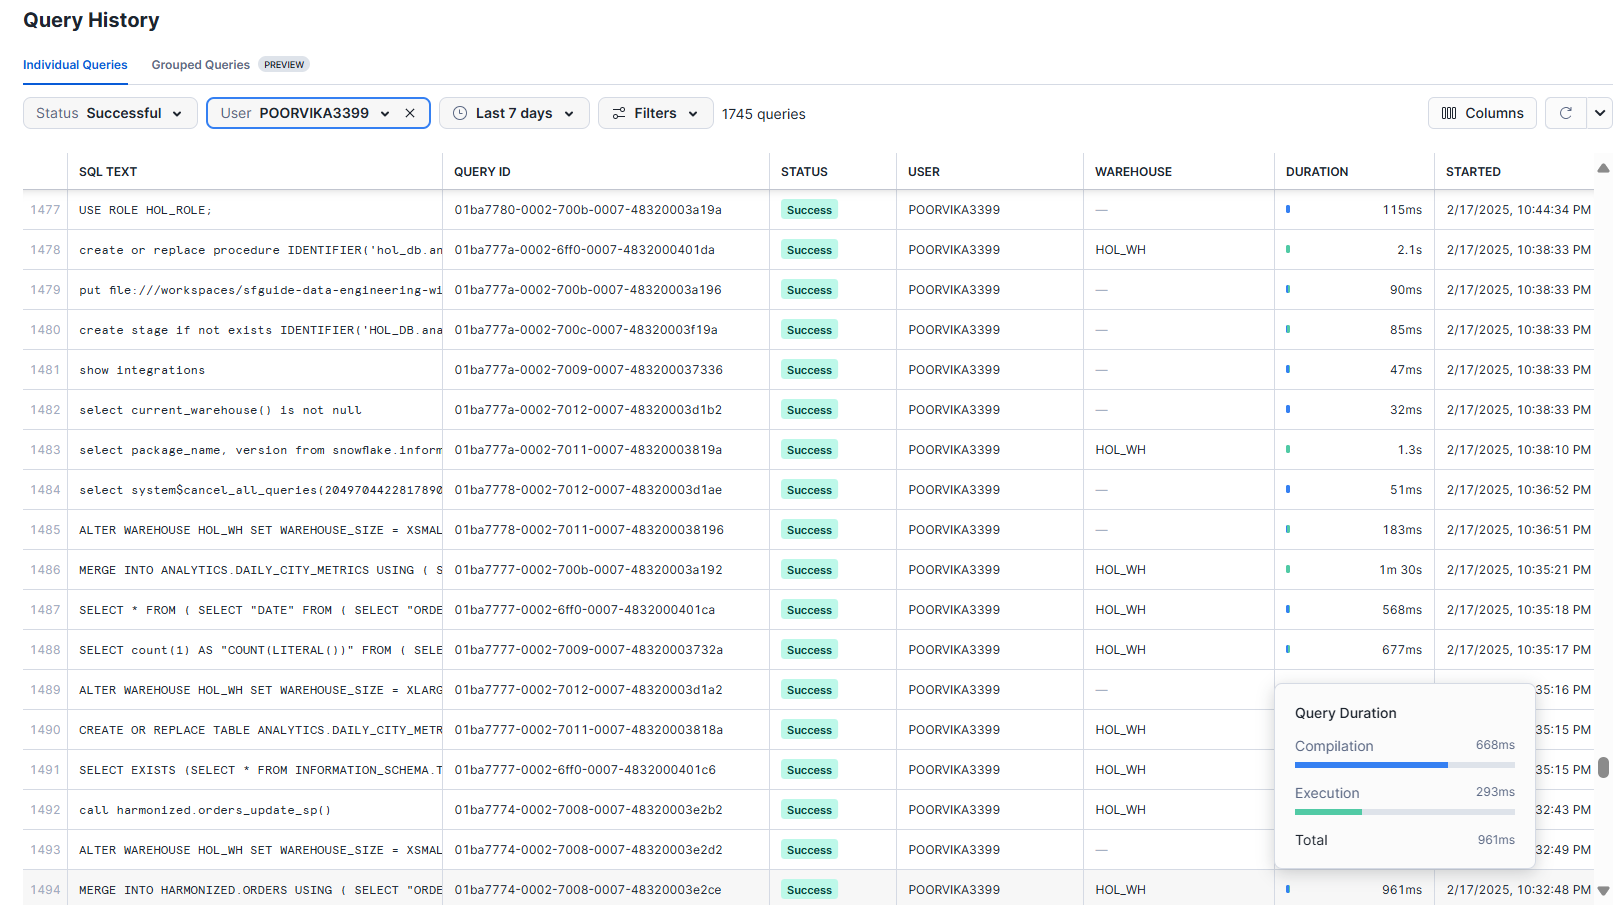 Query History
Individual Queries Grouped Queries PREVIEW
Status Successful User POORVIKA3399 Last 7 days Filters 1745 queries Columns
SQL TEXT QUERY ID STATUS USER WAREHOUSE DURATION STARTED
1477 USE ROLE HOL_ROLE; 01ba7780-0002-700b-0007-48320003a19a Success POORVIKA3399 — 115ms 2/17/2025, 10:44:34 PM
1478 create or replace procedure IDENTIFIER('hol_db.an 01ba777a-0002-6ff0-0007-4832000401da Success POORVIKA3399 HOL_WH 2.1s 2/17/2025, 10:38:33 PM
1479 put file:///workspaces/sfguide-data-engineering-wi 01ba777a-0002-700b-0007-48320003a196 Success POORVIKA3399 — 90ms 2/17/2025, 10:38:33 PM
1480 create stage if not exists IDENTIFIER('HOL_DB.ana 01ba777a-0002-700c-0007-48320003f19a Success POORVIKA3399 — 85ms 2/17/2025, 10:38:33 PM
1481 show integrations 01ba777a-0002-7009-0007-483200037336 Success POORVIKA3399 — 47ms 2/17/2025, 10:38:33 PM
1482 select current_warehouse() is not null 01ba777a-0002-7012-0007-48320003d1b2 Success POORVIKA3399 — 32ms 2/17/2025, 10:38:33 PM
1483 select package_name, version from snowflake.inform 01ba777a-0002-7011-0007-48320003819a Success POORVIKA3399 HOL_WH 1.3s 2/17/2025, 10:38:10 PM
1484 select system$cancel_all_queries(2049704422817890 01ba7778-0002-7012-0007-48320003d1ae Success POORVIKA3399 — 51ms 2/17/2025, 10:36:52 PM
1485 ALTER WAREHOUSE HOL_WH SET WAREHOUSE_SIZE = XSMAL 01ba7778-0002-7011-0007-483200038196 Success POORVIKA3399 — 183ms 2/17/2025, 10:36:51 PM
1486 MERGE INTO ANALYTICS.DAILY_CITY_METRICS USING ( S 01ba7777-0002-700b-0007-48320003a192 Success POORVIKA3399 HOL_WH 1m 30s 2/17/2025, 10:35:21 PM
1487 SELECT * FROM ( SELECT "DATE" FROM ( SELECT "ORDE 01ba7777-0002-6ff0-0007-4832000401ca Success POORVIKA3399 HOL_WH 568ms 2/17/2025, 10:35:18 PM
1488 SELECT count(1) AS "COUNT(LITERAL())" FROM ( SELE 01ba7777-0002-7009-0007-48320003732a Success POORVIKA3399 HOL_WH 677ms 2/17/2025, 10:35:17 PM
1489 ALTER WAREHOUSE HOL_WH SET WAREHOUSE_SIZE = XLARG 01ba7777-0002-7012-0007-48320003d1a2 Success POORVIKA3399 — 35:16 PM
1490 CREATE OR REPLACE TABLE ANALYTICS.DAILY_CITY_METR 01ba7777-0002-7011-0007-48320003818a Success POORVIKA3399 HOL_WH 35:15 PM
1491 SELECT EXISTS (SELECT * FROM INFORMATION_SCHEMA.T 01ba7777-0002-6ff0-0007-4832000401c6 Success POORVIKA3399 HOL_WH 35:15 PM
1492 call harmonized.orders_update_sp() 01ba7774-0002-7008-0007-48320003e2b2 Success POORVIKA3399 HOL_WH 32:43 PM
1493 ALTER WAREHOUSE HOL_WH SET WAREHOUSE_SIZE = XSMAL 01ba7774-0002-7008-0007-48320003e2d2 Success POORVIKA3399 — 32:49 PM
1494 MERGE INTO HARMONIZED.ORDERS USING ( SELECT "ORDE 01ba7774-0002-7008-0007-48320003e2ce Success POORVIKA3399 HOL_WH 961ms 2/17/2025, 10:32:48 PM
Query Duration
Compilation 668ms
Execution 293ms
Total 961ms